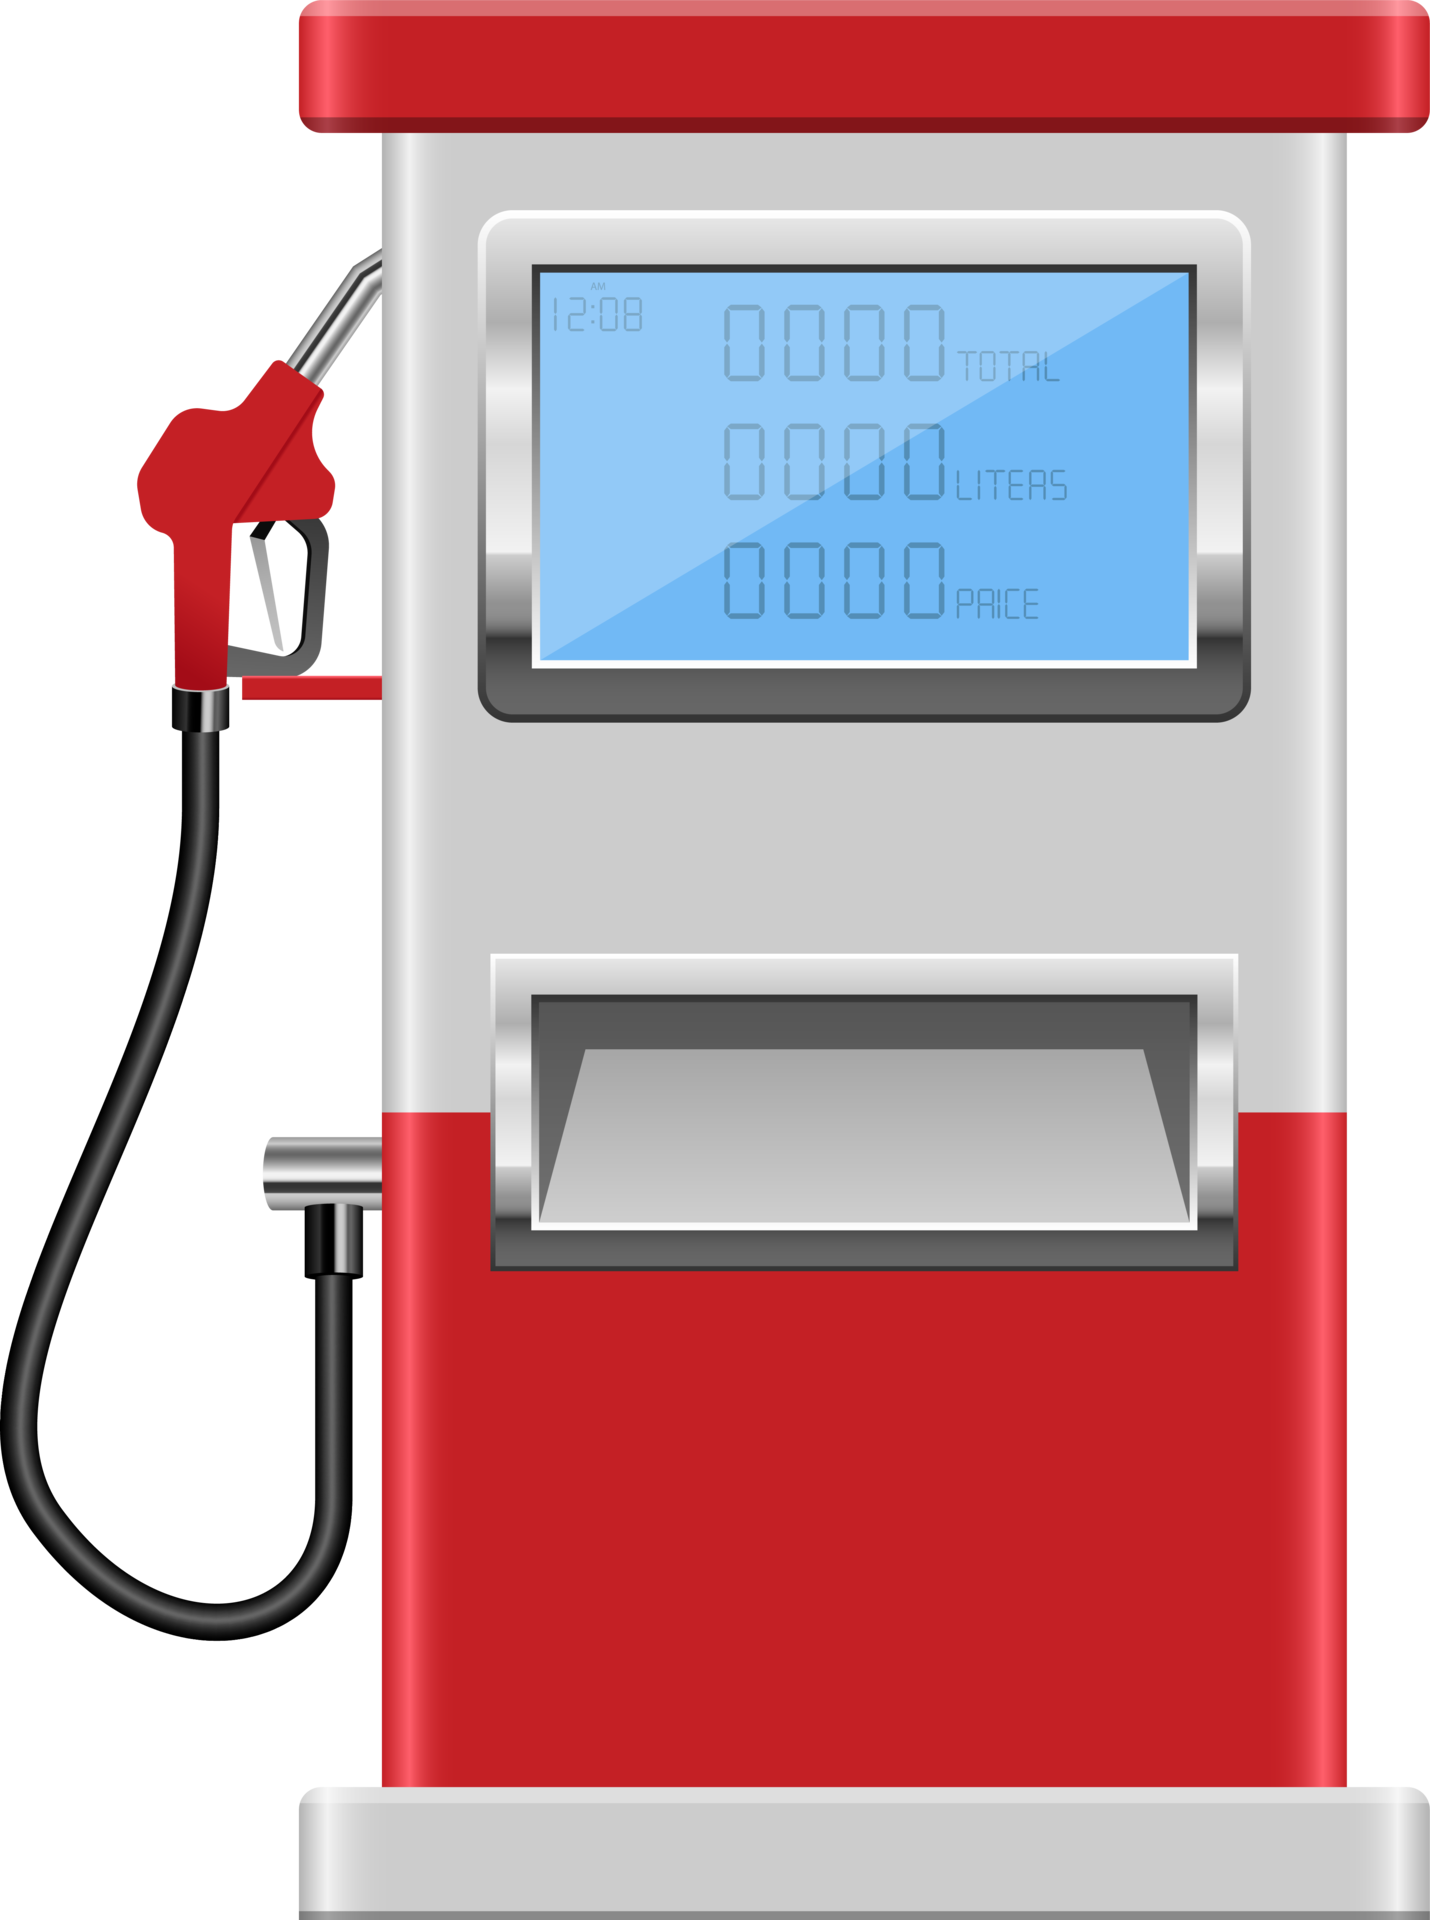 AM
12:08
0000 TOTAL
0000 LITERS
0000 PRICE